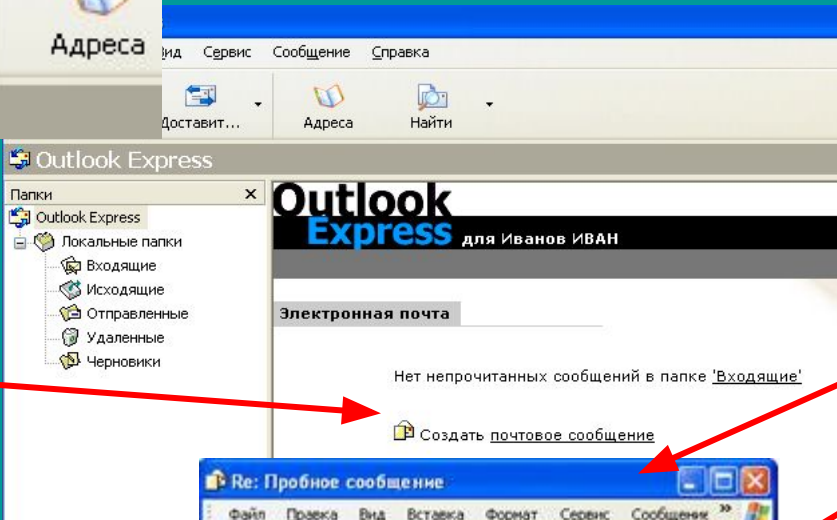 Адреса
ид Сервис Сообщение Справка
Доставит... Адреса Найти
Outlook Express
Папки x
Outlook Express
Локальные папки
Входящие
Исходящие
Отправленные
Удаленные
Черновики
Outlook
Express для Иванов ИВАН
Электронная почта
Нет непрочитанных сообщений в папке 'Входящие'
Создать почтовое сообщение
Re: Пробное сообщение
Файл Правка Вид Вставка Формат Сервис Сообщение »